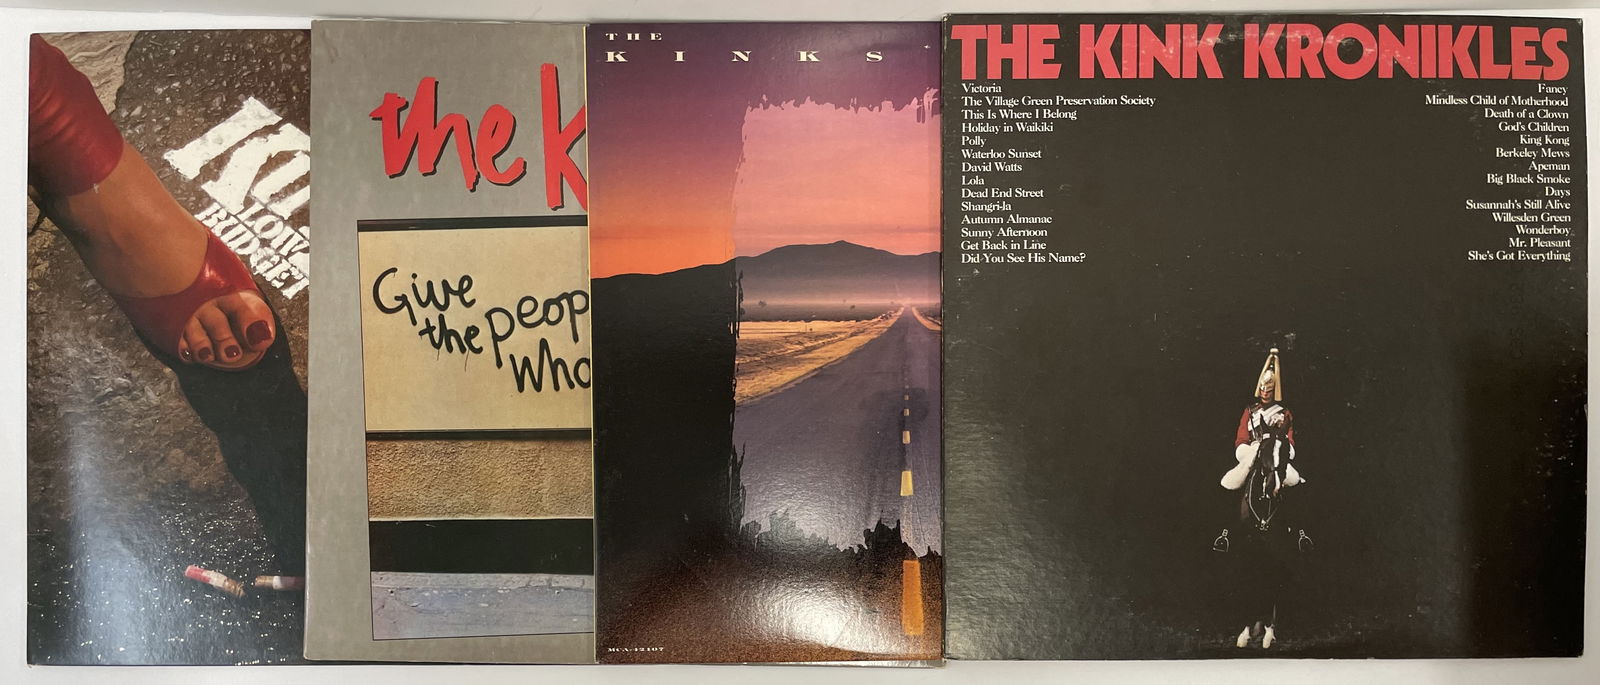 KI
LOW
BUDGET
the K
Give
the peop
wha
THE
KINKS
MCA-42107
THE KINK KRONIKLES
Victoria
The Village Green Preservation Society
This Is Where I Belong
Holiday in Waikiki
Polly
Waterloo Sunset
David Watts
Lola
Dead End Street
Shangri-la
Autumn Almanac
Sunny Afternoon
Get Back in Line
Did You See His Name?
Fancy
Mindless Child of Motherhood
Death of a Clown
God's Children
King Kong
Berkeley Mews
Apeman
Big Black Smoke
Days
Susannah's Still Alive
Willesden Green
Wonderboy
Mr. Pleasant
She's Got Everything